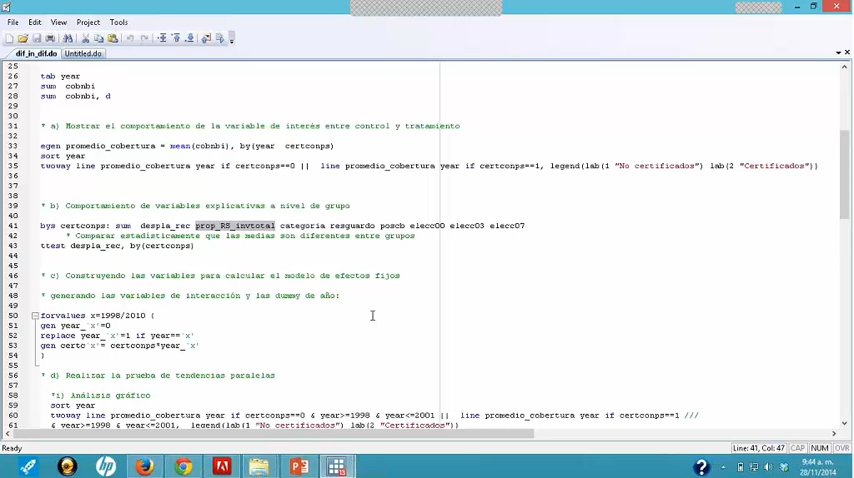 File Edit View Project Tools
dif_in_dif.do Untitled.do
25
26 tab year
27 sum cobnbi
28 sum cobnbi, d
29
30
31 * a) Mostrar el comportamiento de la variable de interés entre control y tratamiento
32
33 egen promedio_cobertura = mean(cobnbi), by(year certconps)
34 sort year
35 twoway line promedio_cobertura year if certconps==0 || line promedio_cobertura year if certconps==1, legend(lab(1 "No certificados") lab(2 "Certificados"))
36
37
38
39 * b) Comportamiento de variables explicativas a nivel de grupo
40
41 bys certconps: sum despla_rec prop_RS_invtotal categoria resguardo poscb elecc00 elecc03 elecc07
42 * Comparar estadísticamente que las medias son diferentes entre grupos
43 ttest despla_rec, by(certconps)
44
45
46 * c) Construyendo las variables para calcular el modelo de efectos fijos
47
48 * generando las variables de interacción y las dummy de año:
49
50 forvalues x=1998/2010 {
51 gen year_`x'=0
52 replace year_`x'=1 if year==`x'
53 gen certc`x'= certconps*year_`x'
54 }
55
56 * d) Realizar la prueba de tendencias paralelas
57
58 *i) Análisis gráfico
59 sort year
60 twoway line promedio_cobertura year if certconps==0 & year>=1998 & year<=2001 || line promedio_cobertura year if certconps==1 ///
61 & year>=1998 & year<=2001, legend(lab(1 "No certificados") lab(2 "Certificados"))
Ready Line: 41, Col: 47 CAP NUM OVR
9:44 a. m.
28/11/2014